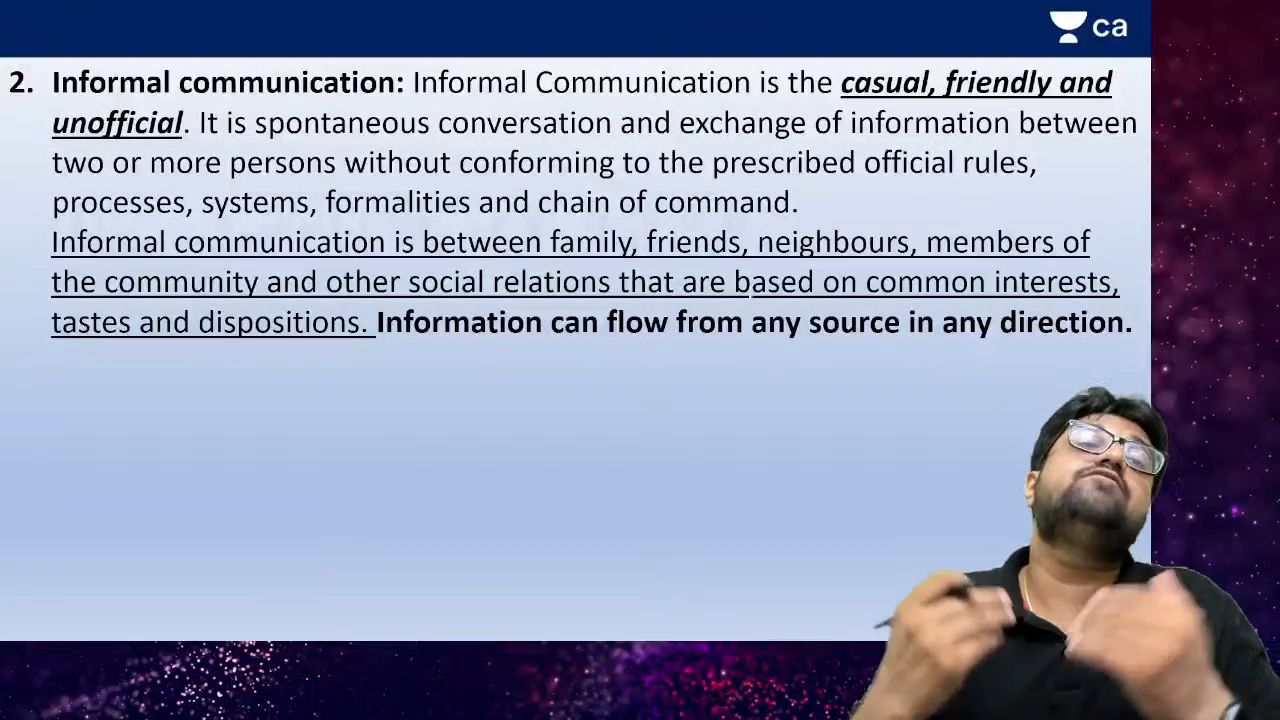 ca
2. Informal communication: Informal Communication is the casual, friendly and
unofficial. It is spontaneous conversation and exchange of information between
two or more persons without conforming to the prescribed official rules,
processes, systems, formalities and chain of command.
Informal communication is between family, friends, neighbours, members of
the community and other social relations that are based on common interests,
tastes and dispositions. Information can flow from any source in any direction.